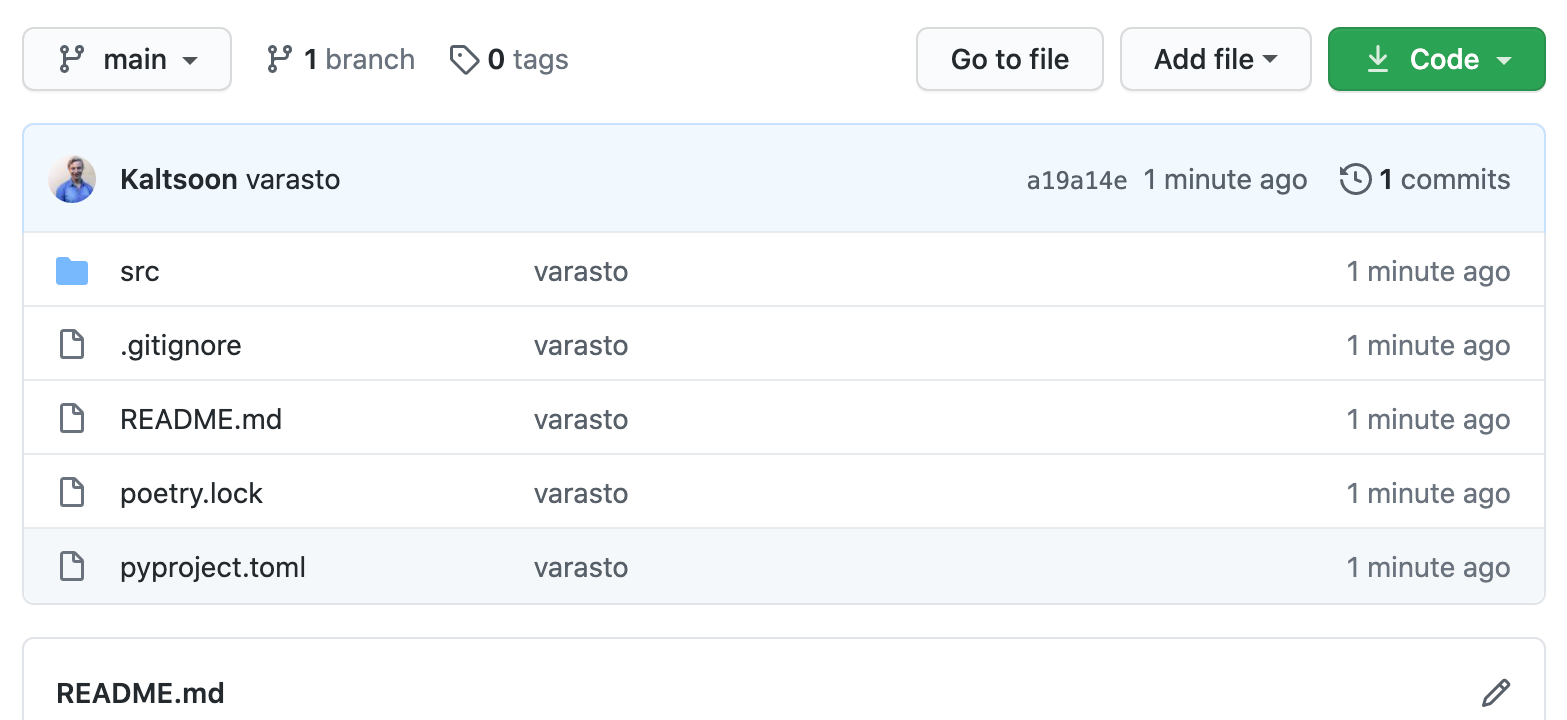 main 1 branch 0 tags Go to file Add file Code
Kaltsoon varasto a19a14e 1 minute ago 1 commits
src varasto 1 minute ago
.gitignore varasto 1 minute ago
README.md varasto 1 minute ago
poetry.lock varasto 1 minute ago
pyproject.toml varasto 1 minute ago
README.md